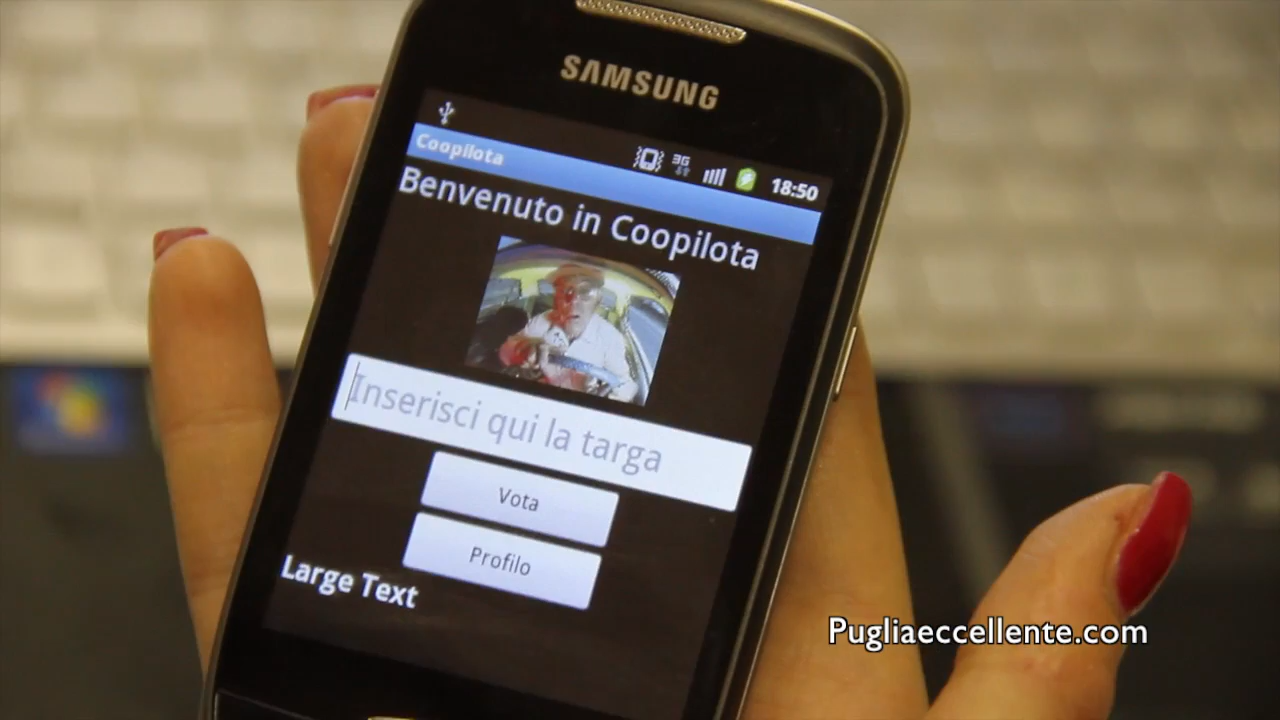 SAMSUNG
3G
18:50
Coopilota
Benvenuto in Coopilota
Inserisci qui la targa
Vota
Profilo
Large Text
Pugliaeccellente.com